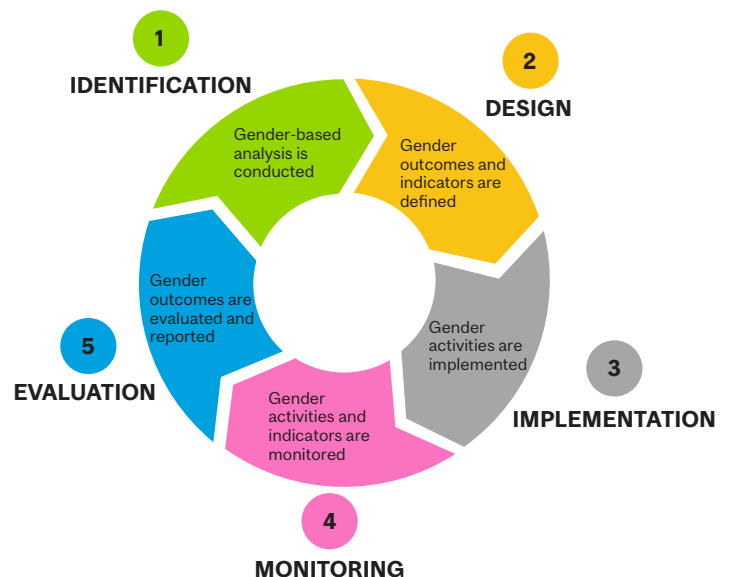 1
IDENTIFICATION
Gender-based
analysis is
conducted
2
DESIGN
Gender
outcomes and
indicators are
defined
3
IMPLEMENTATION
Gender
activities are
implemented
4
MONITORING
Gender
activities and
indicators are
monitored
5
EVALUATION
Gender
outcomes are
evaluated and
reported